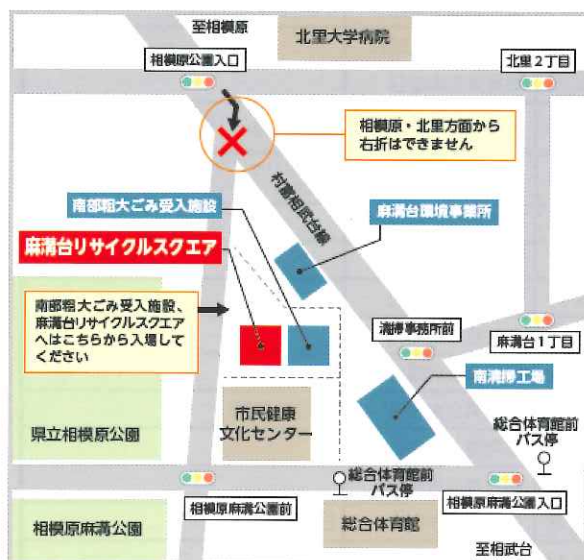 至相模原
北里大学病院
相模原公園入口
北里2丁目
相模原・北里方面から
右折はできません
村富相武台線
南部粗大ごみ受入施設
麻溝台環境事業所
麻溝台リサイクルスクエア
南部粗大ごみ受入施設、
麻溝台リサイクルスクエア
へはこちらから入場して
ください
清掃事務所前
麻溝台1丁目
南清掃工場
市民健康
文化センター
県立相模原公園
総合体育館前
バス停
総合体育館前
バス停
相模原麻溝公園前
相模原麻溝公園入口
相模原麻溝公園
総合体育館
至相武台